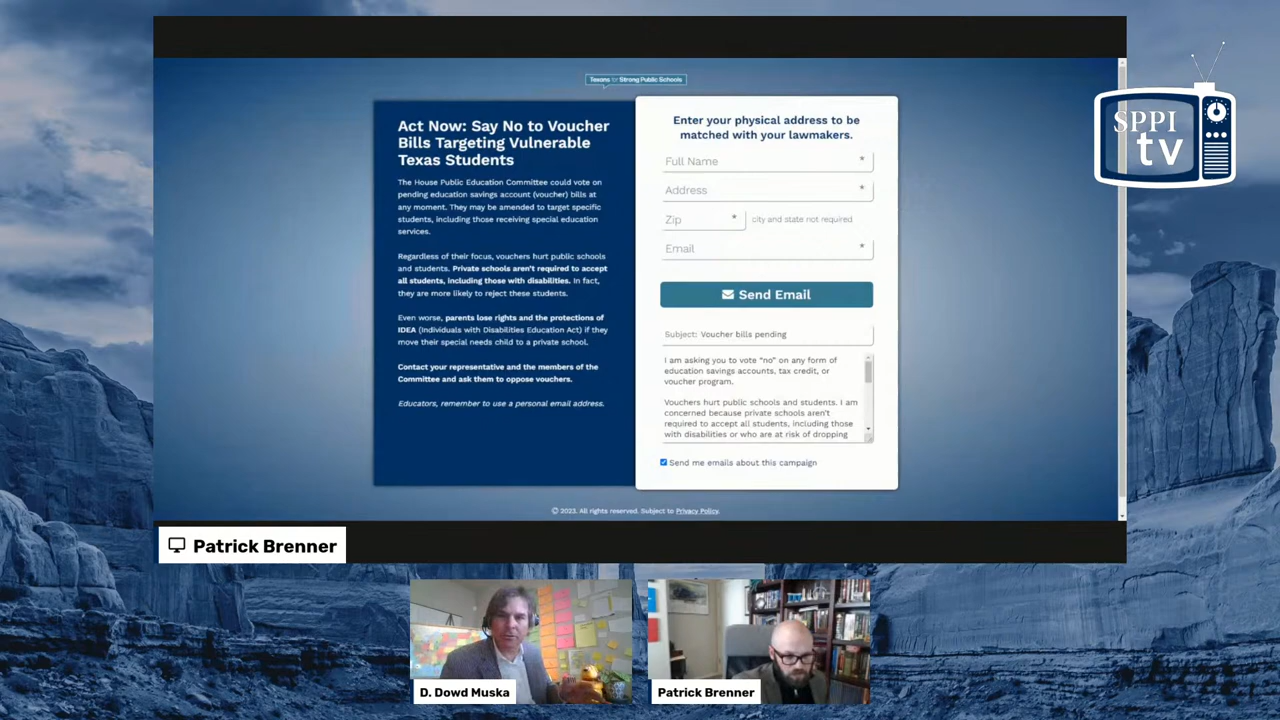 Texans for Strong Public Schools
SPPI
tv
Act Now: Say No to Voucher
Bills Targeting Vulnerable
Texas Students
The House Public Education Committee could vote on
pending education savings account (voucher) bills at
any moment. They may be amended to target specific
students, including those receiving special education
services.
Regardless of their focus, vouchers hurt public schools
and students. Private schools aren't required to accept
all students, including those with disabilities. In fact,
they are more likely to reject these students.
Even worse, parents lose rights and the protections of
IDEA (Individuals with Disabilities Education Act) if they
move their special needs child to a private school.
Contact your representative and the members of the
Committee and ask them to oppose vouchers.
Educators, remember to use a personal email address.
Enter your physical address to be
matched with your lawmakers.
Full Name *
Address *
Zip * city and state not required
Email *
Send Email
Subject: Voucher bills pending
I am asking you to vote "no" on any form of
education savings accounts, tax credit, or
voucher program.
Vouchers hurt public schools and students. I am
concerned because private schools aren't
required to accept all students, including those
with disabilities or who are at risk of dropping
Send me emails about this campaign
© 2023. All rights reserved. Subject to Privacy Policy.
Patrick Brenner
D. Dowd Muska
Patrick Brenner